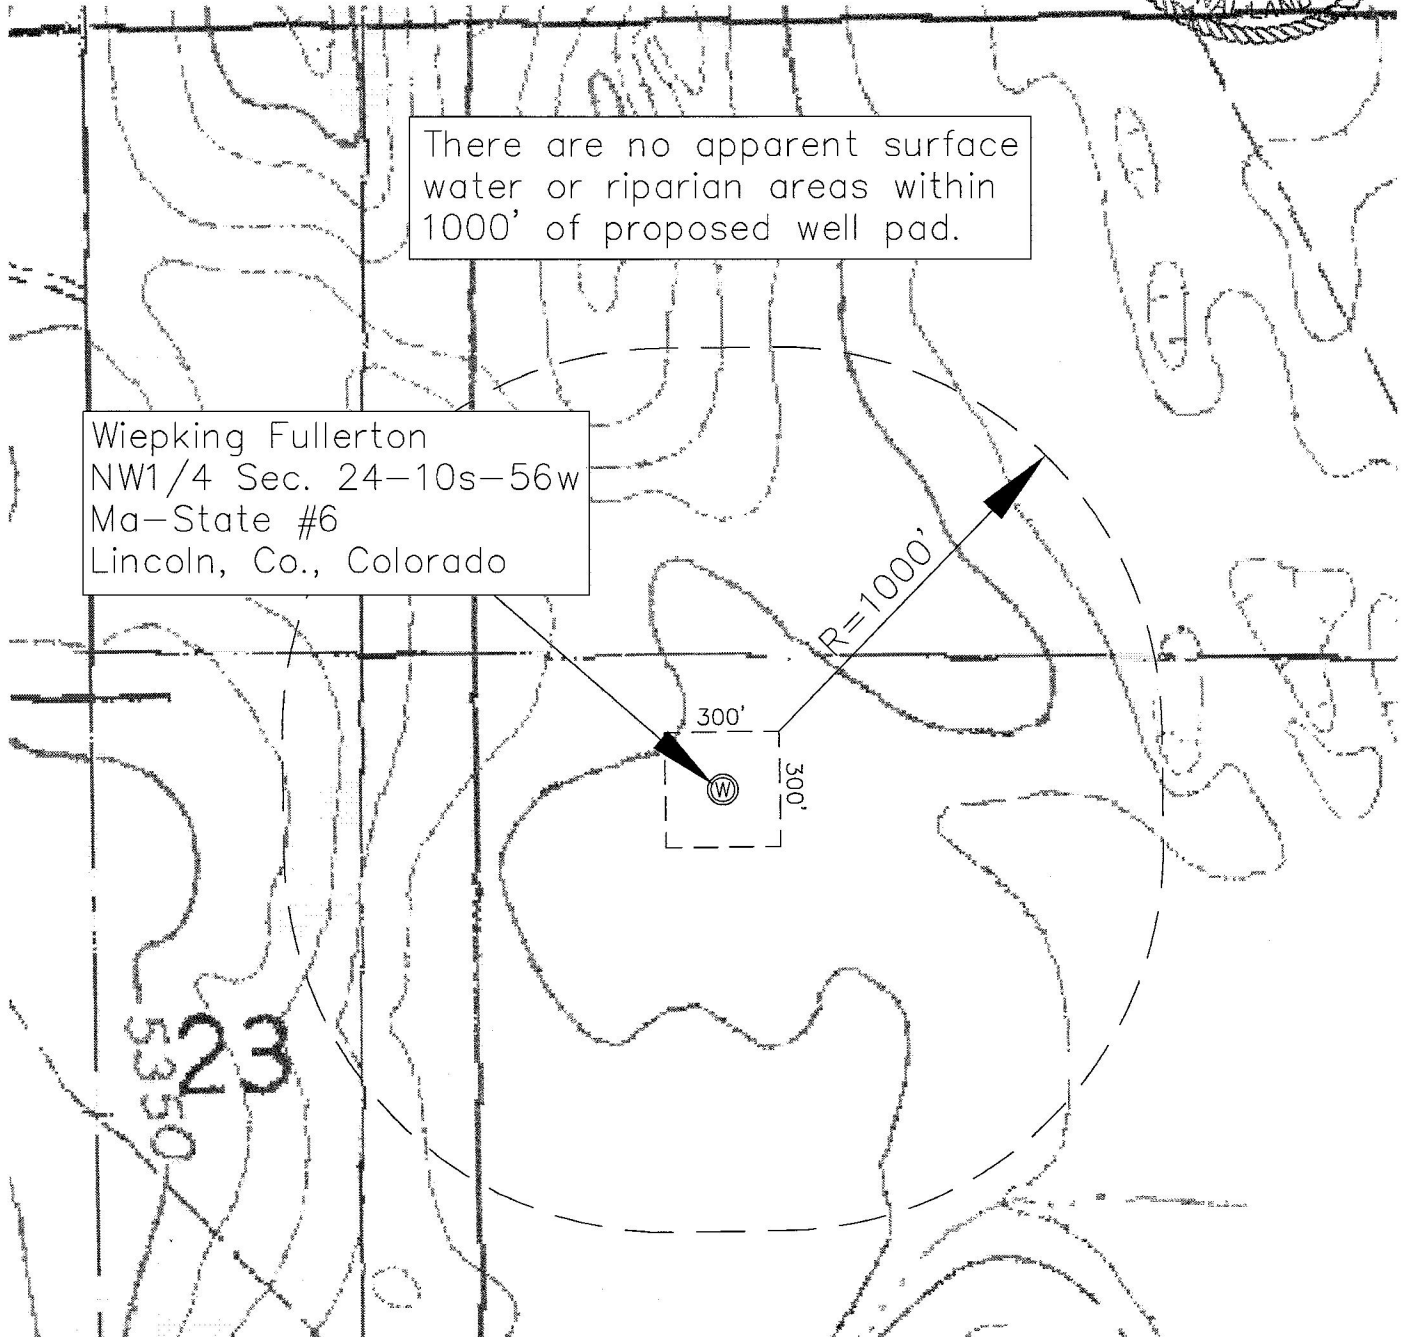 There are no apparent surface
water or riparian areas within
1000' of proposed well pad.
Wiepking Fullerton
NW1/4 Sec. 24-10s-56w
Ma-State #6
Lincoln, Co., Colorado
R=1000'
300'
300'
W
23
5350